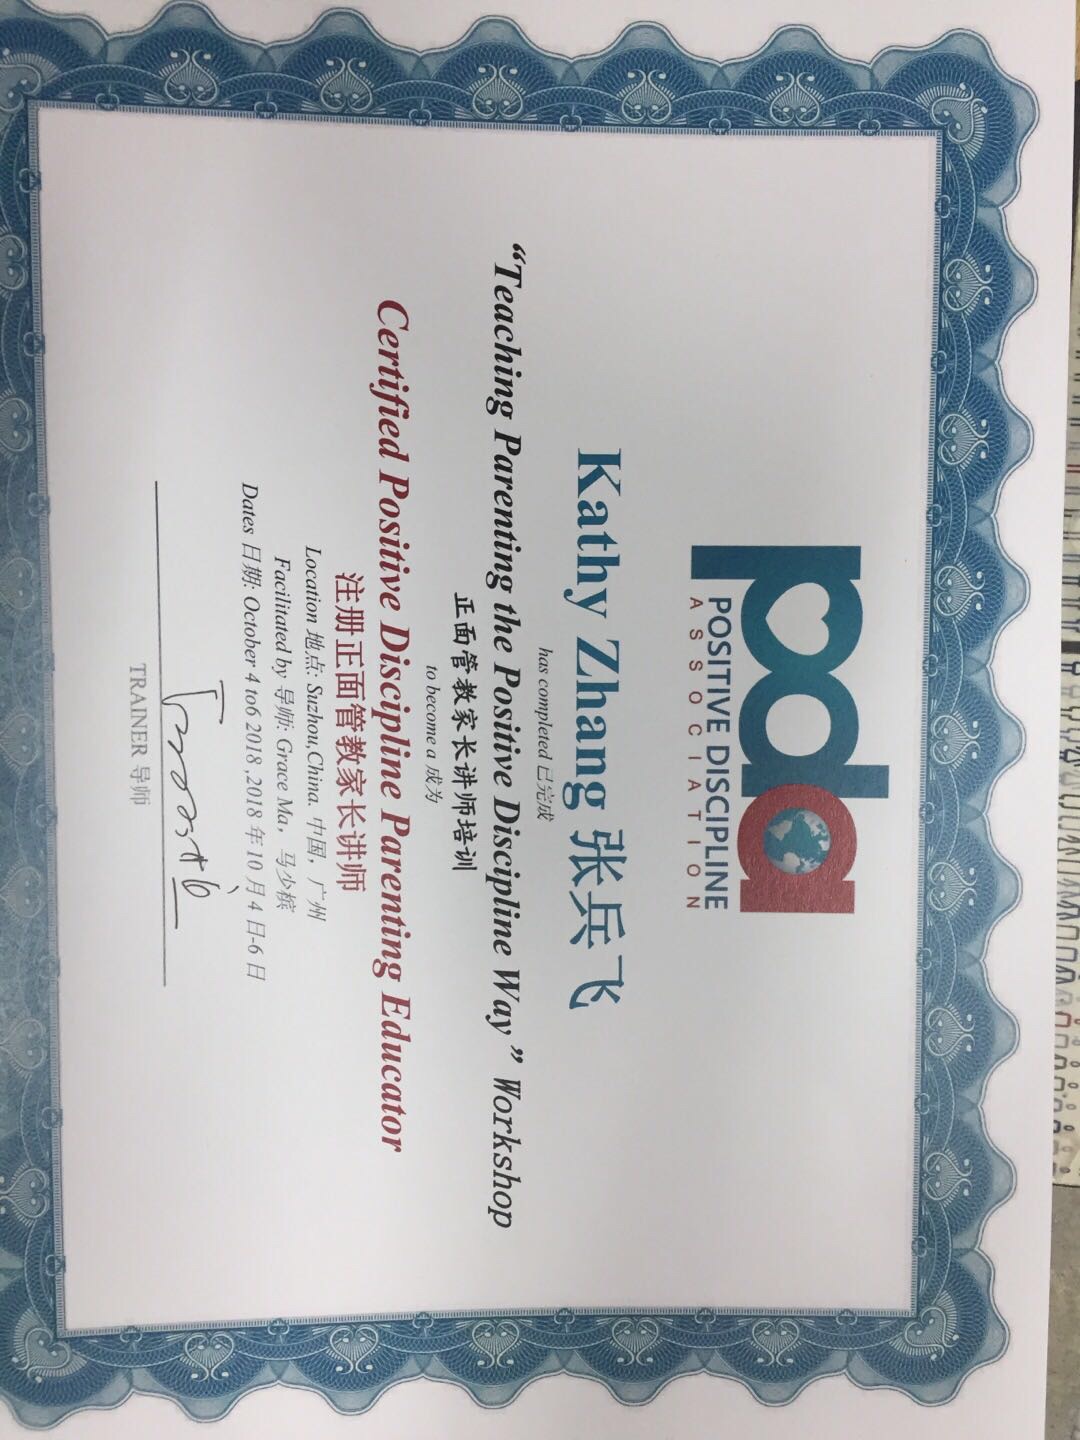 pda
POSITIVE DISCIPLINE
ASSOCIATION
Kathy Zhang 张兵飞
has completed 已完成
“Teaching Parenting the Positive Discipline Way” Workshop
正面管教家长讲师培训
to become a 成为
Certified Positive Discipline Parenting Educator
注册正面管教家长讲师
Location 地点: Suzhou,China. 中国，广州
Facilitated by 导师: Grace Ma，马少槟
Dates 日期: October 4 to6 2018 ,2018 年 10 月 4 日-6 日
TRAINER 导师